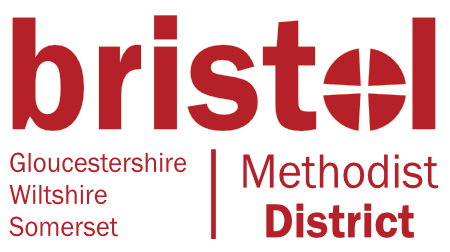 bristol
Gloucestershire
Wiltshire
Somerset
Methodist
District